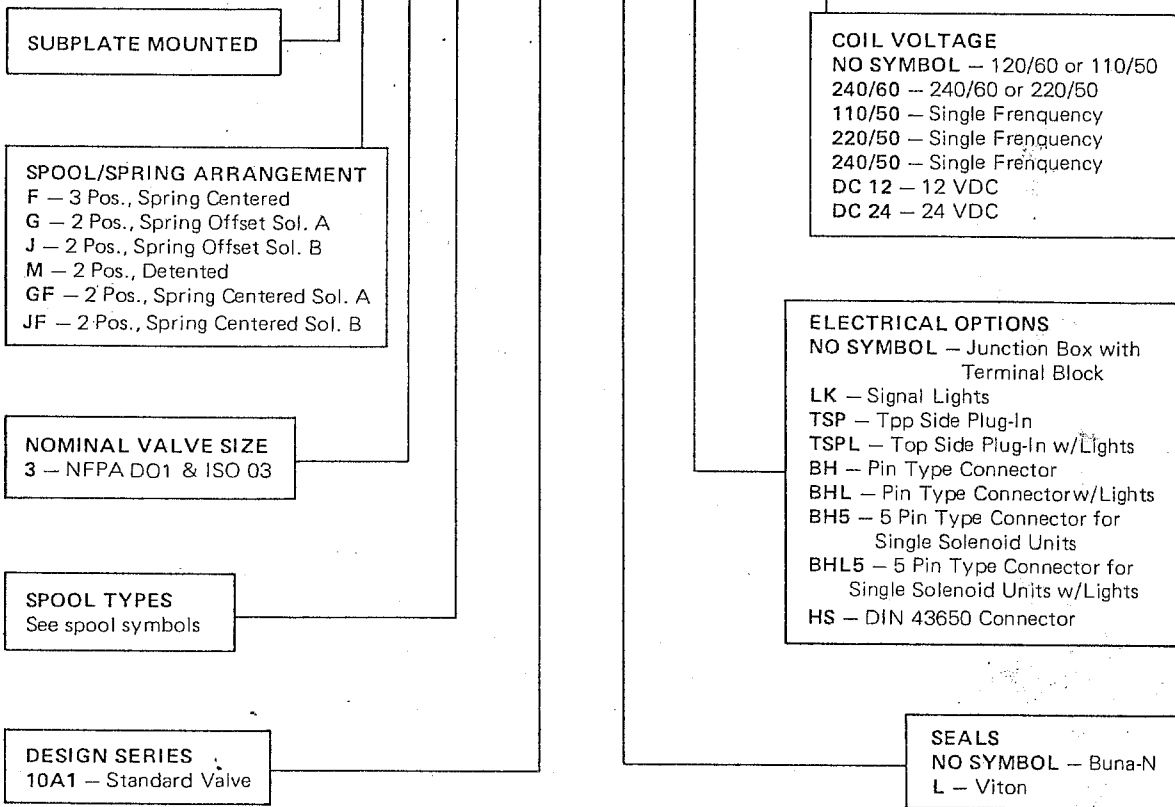 SUBPLATE MOUNTED
SPOOL/SPRING ARRANGEMENT
F — 3 Pos., Spring Centered
G — 2 Pos., Spring Offset Sol. A
J — 2 Pos., Spring Offset Sol. B
M — 2 Pos., Detented
GF — 2 Pos., Spring Centered Sol. A
JF — 2 Pos., Spring Centered Sol. B
NOMINAL VALVE SIZE
3 — NFPA DO1 & ISO 03
SPOOL TYPES
See spool symbols
DESIGN SERIES
10A1 — Standard Valve
COIL VOLTAGE
NO SYMBOL — 120/60 or 110/50
240/60 — 240/60 or 220/50
110/50 — Single Frenquency
220/50 — Single Frenquency
240/50 — Single Frenquency
DC 12 — 12 VDC
DC 24 — 24 VDC
ELECTRICAL OPTIONS
NO SYMBOL — Junction Box with
Terminal Block
LK — Signal Lights
TSP — Tpp Side Plug-In
TSPL — Top Side Plug-In w/Lights
BH — Pin Type Connector
BHL — Pin Type Connectorw/Lights
BH5 — 5 Pin Type Connector for
Single Solenoid Units
BHL5 — 5 Pin Type Connector for
Single Solenoid Units w/Lights
HS — DIN 43650 Connector
SEALS
NO SYMBOL — Buna-N
L — Viton